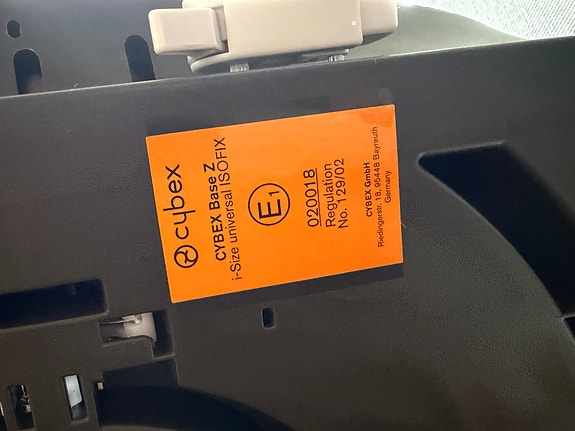 cybex
CYBEX Base Z
i-Size universal ISOFIX
E1
020018
Regulation
No. 129/02
CYBEX GmbH
Riedingerstr. 18, 95448 Bayreuth
Germany